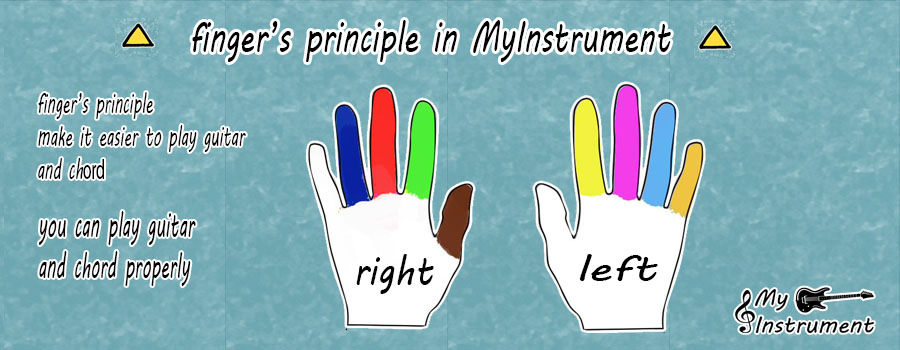 finger's principle in MyInstrument
finger's principle
make it easier to play guitar
and chord
you can play guitar
and chord properly
right
left
My
Instrument